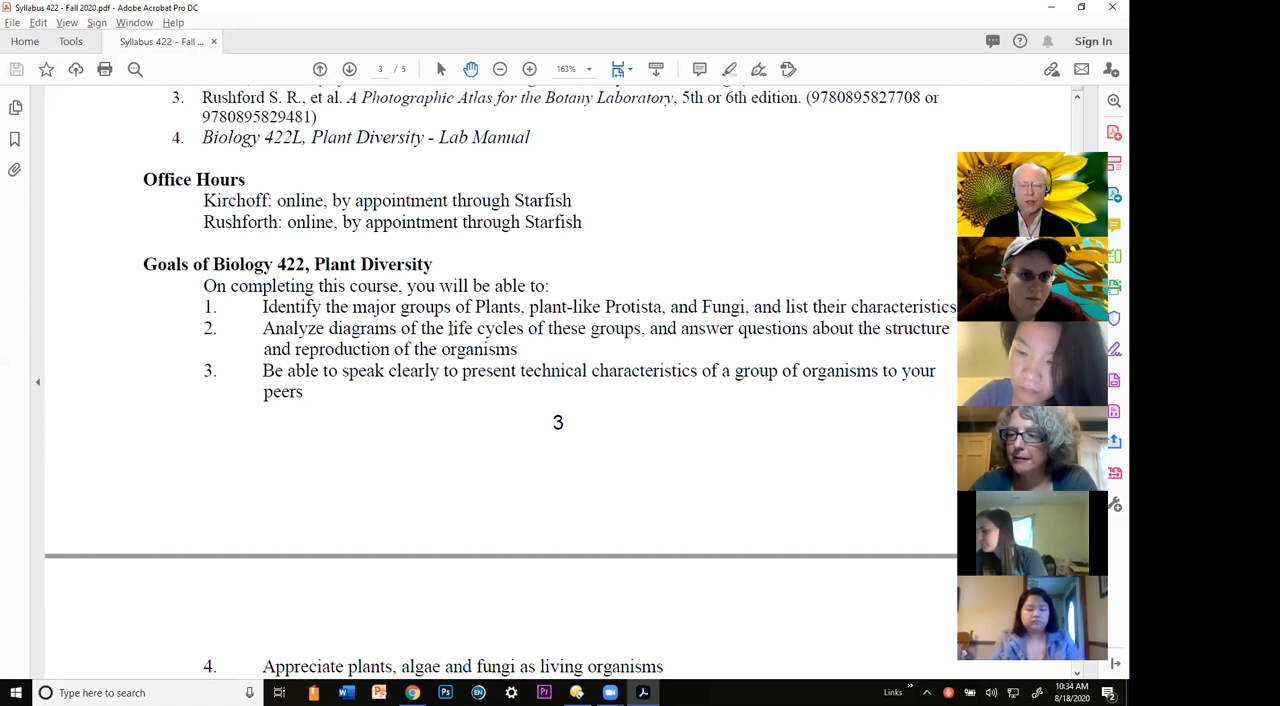 Syllabus 422 - Fall 2020.pdf - Adobe Acrobat Pro DC
File Edit View Sign Window Help
Home Tools Syllabus 422 - Fall ... × Sign In
3 / 5 163%
3. Rushford S. R., et al. A Photographic Atlas for the Botany Laboratory, 5th or 6th edition. (9780895827708 or
9780895829481)
4. Biology 422L, Plant Diversity - Lab Manual
Office Hours
Kirchoff: online, by appointment through Starfish
Rushforth: online, by appointment through Starfish
Goals of Biology 422, Plant Diversity
On completing this course, you will be able to:
1. Identify the major groups of Plants, plant-like Protista, and Fungi, and list their characteristics
2. Analyze diagrams of the life cycles of these groups, and answer questions about the structure
and reproduction of the organisms
3. Be able to speak clearly to present technical characteristics of a group of organisms to your
peers
3
4. Appreciate plants, algae and fungi as living organisms
Type here to search
Links
10:34 AM
8/18/2020
2